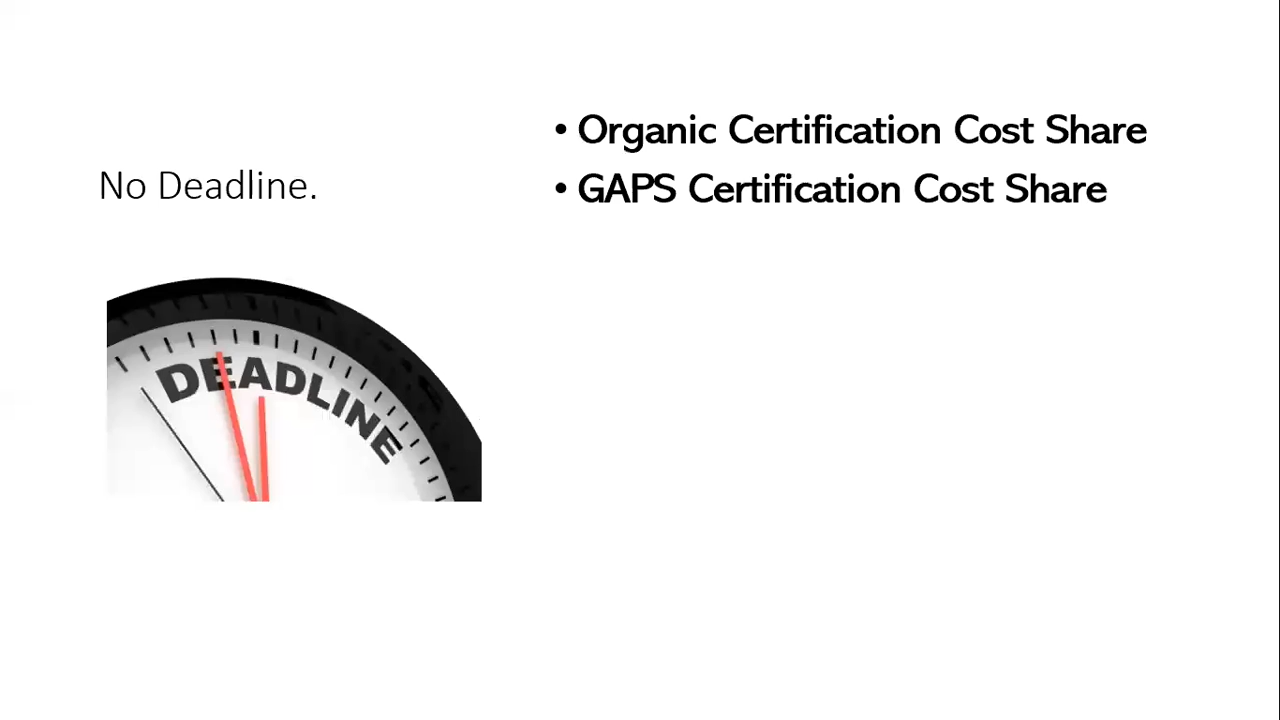 No Deadline.
DEADLINE
• Organic Certification Cost Share
• GAPS Certification Cost Share